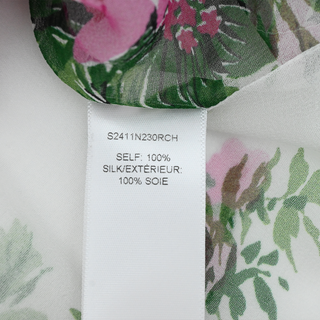 S2411N230RCH
SELF: 100%
SILK/EXTÉRIEUR:
100% SOIE